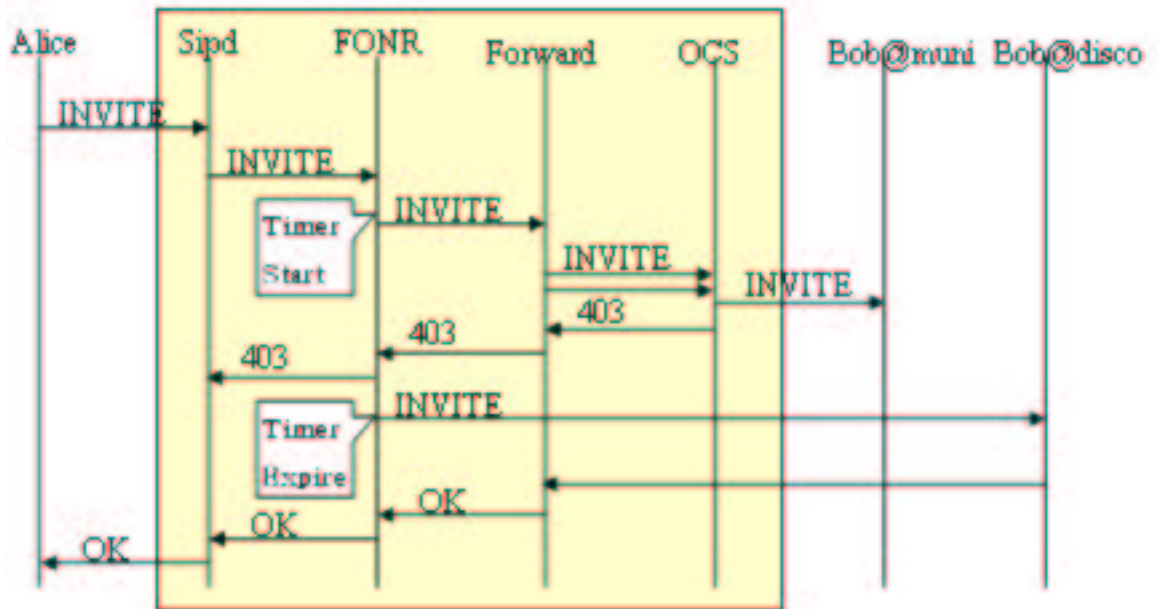 Alice Sipd FONR Forward OCS Bob@muni Bob@disco
INVITE
INVITE
INVITE
Timer
Start
INVITE
INVITE
403
403
403
INVITE
Timer
Expire
OK
OK
OK